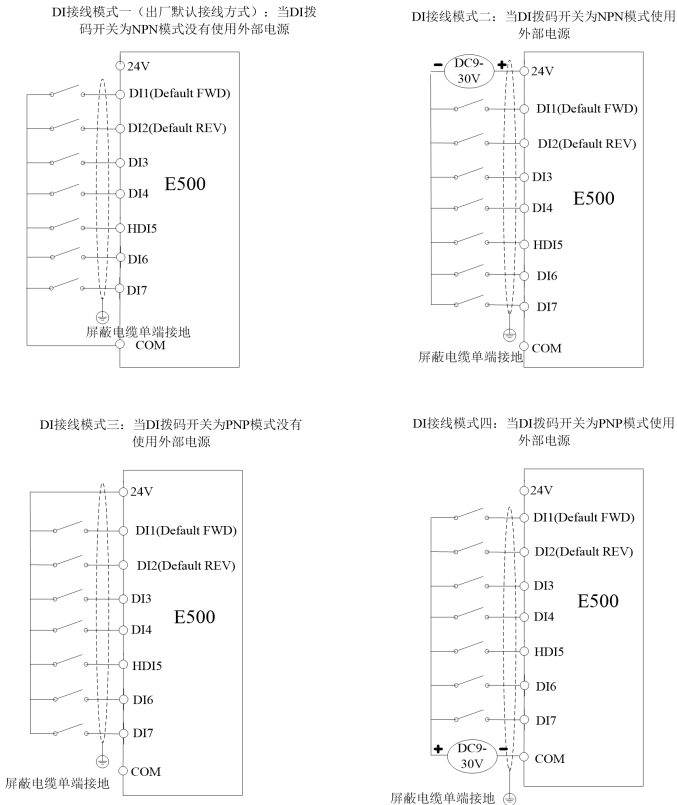 DI接线模式一（出厂默认接线方式）；当DI拨
码开关为NPN模式没有使用外部电源
24V
DI1(Default FWD)
DI2(Default REV)
DI3
E500
DI4
HDI5
DI6
DI7
屏蔽电缆单端接地
COM
DI接线模式二：当DI拨码开关为NPN模式使用
外部电源
- DC9- +
30V
24V
DI1(Default FWD)
DI2(Default REV)
DI3
E500
DI4
HDI5
DI6
DI7
屏蔽电缆单端接地
COM
DI接线模式三：当DI拨码开关为PNP模式没有
使用外部电源
24V
DI1(Default FWD)
DI2(Default REV)
DI3
E500
DI4
HDI5
DI6
DI7
屏蔽电缆单端接地
COM
DI接线模式四：当DI拨码开关为PNP模式使用
外部电源
24V
DI1(Default FWD)
DI2(Default REV)
DI3
E500
DI4
HDI5
DI6
DI7
+ DC9- -
30V
COM
屏蔽电缆单端接地